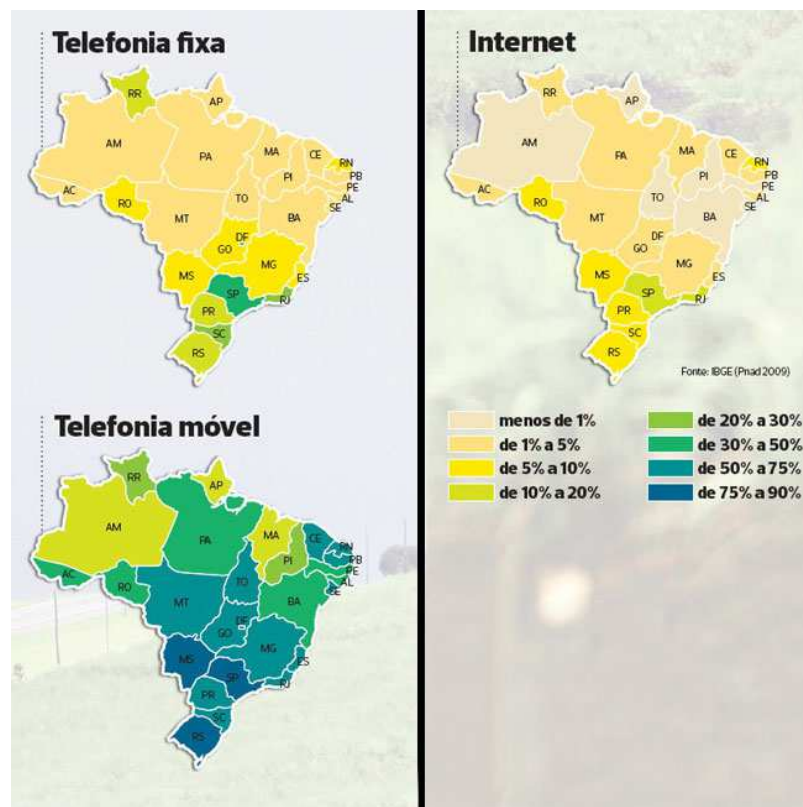 Telefonia fixa
RR
AP
AM
PA
MA
CE
RN
PB
PE
AL
SE
PI
AC
RO
TO
MT
BA
DF
GO
MG
MS
ES
SP
RJ
PR
SC
RS
Internet
RR
AP
AM
PA
MA
CE
RN
PB
PE
AL
SE
PI
AC
RO
TO
MT
BA
DF
GO
MG
MS
ES
SP
RJ
PR
SC
RS
Fonte: IBGE (Pnad 2009)
menos de 1%
de 1% a 5%
de 5% a 10%
de 10% a 20%
de 20% a 30%
de 30% a 50%
de 50% a 75%
de 75% a 90%
Telefonia móvel
RR
AP
AM
PA
MA
CE
RN
PB
PE
AL
SE
PI
AC
RO
TO
MT
BA
DF
GO
MG
MS
ES
SP
RJ
PR
SC
RS